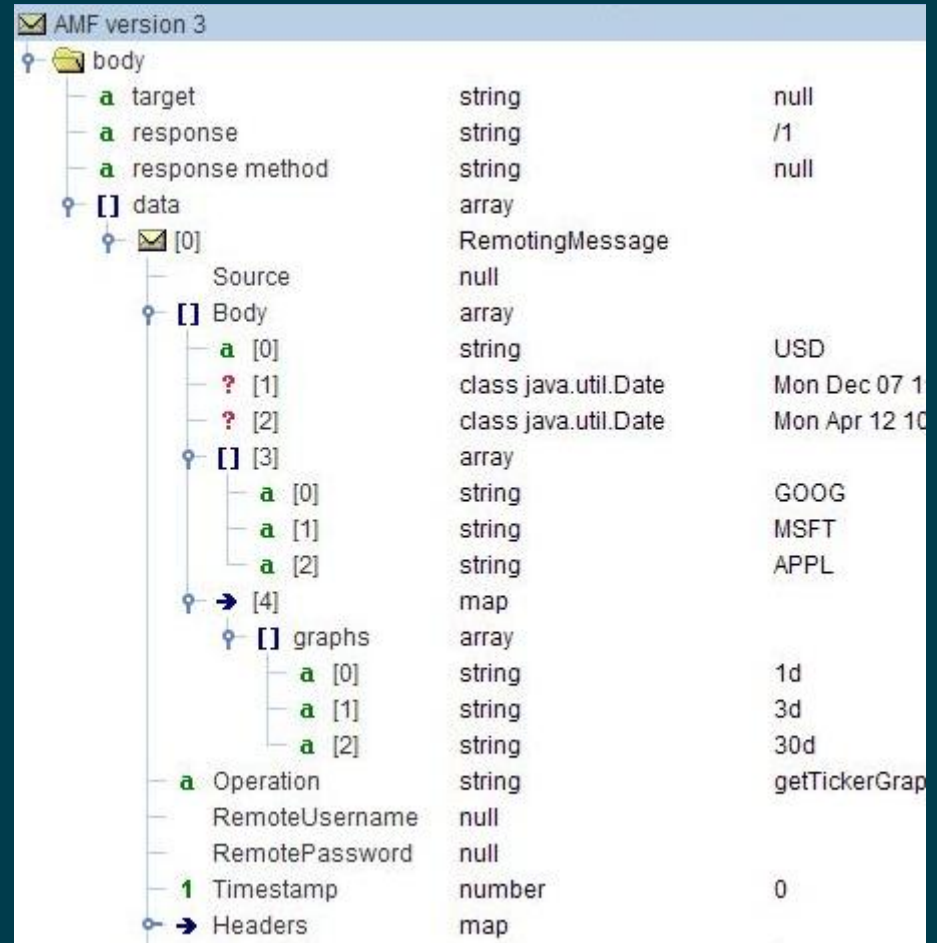 AMF version 3
body
a target string null
a response string /1
a response method string null
[] data array
[0] RemotingMessage
Source null
[] Body array
a [0] string USD
? [1] class java.util.Date Mon Dec 07 1
? [2] class java.util.Date Mon Apr 12 10
[] [3] array
a [0] string GOOG
a [1] string MSFT
a [2] string APPL
[4] map
[] graphs array
a [0] string 1d
a [1] string 3d
a [2] string 30d
a Operation string getTickerGrap
RemoteUsername null
RemotePassword null
1 Timestamp number 0
Headers map